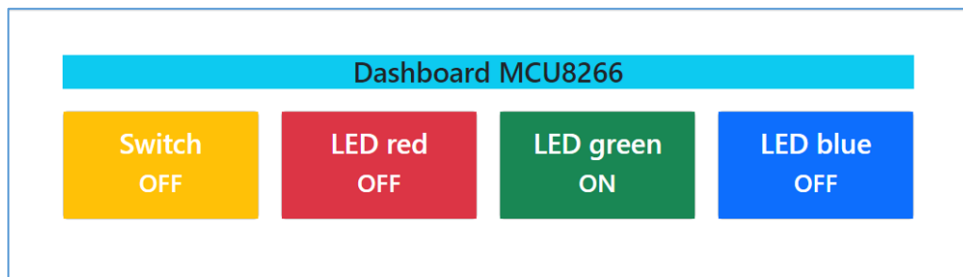 Dashboard MCU8266
Switch
OFF
LED red
OFF
LED green
ON
LED blue
OFF